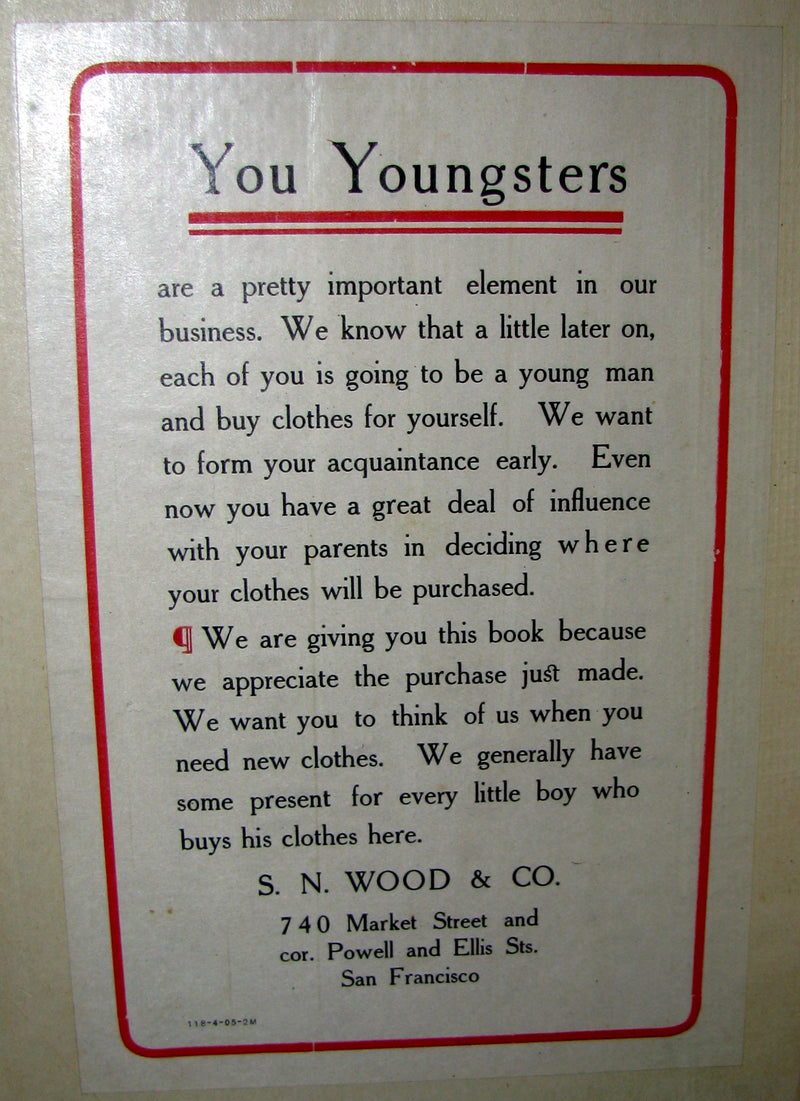 You Youngsters
are a pretty important element in our
business. We know that a little later on,
each of you is going to be a young man
and buy clothes for yourself. We want
to form your acquaintance early. Even
now you have a great deal of influence
with your parents in deciding where
your clothes will be purchased.
¶ We are giving you this book because
we appreciate the purchase just made.
We want you to think of us when you
need new clothes. We generally have
some present for every little boy who
buys his clothes here.
S. N. WOOD & CO.
740 Market Street and
cor. Powell and Ellis Sts.
San Francisco
118-4-05-2M